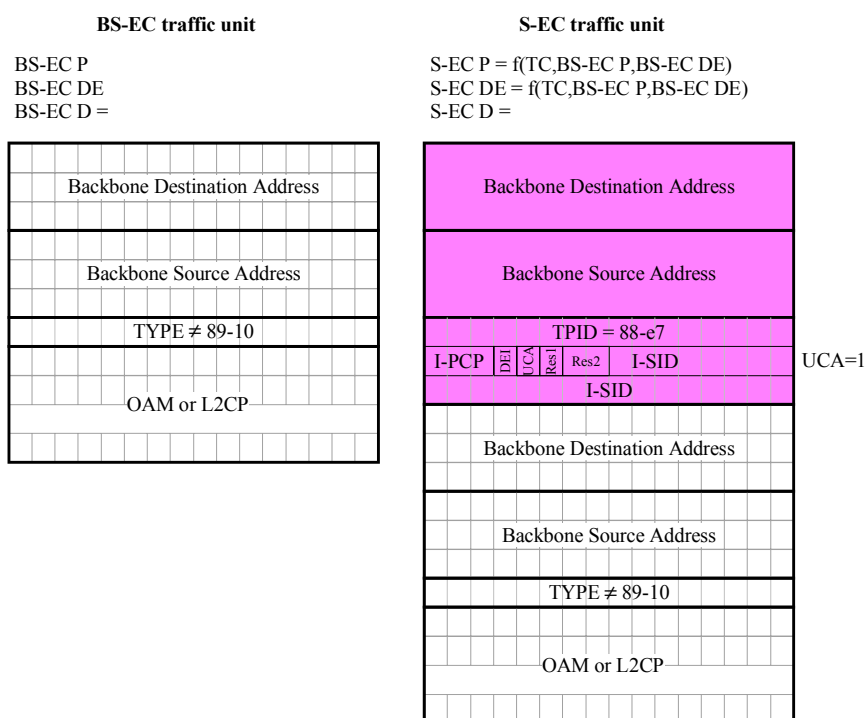 BS-EC traffic unit
BS-EC P
BS-EC DE
BS-EC D =
Backbone Destination Address
Backbone Source Address
TYPE ≠ 89-10
OAM or L2CP
S-EC traffic unit
S-EC P = f(TC,BS-EC P,BS-EC DE)
S-EC DE = f(TC,BS-EC P,BS-EC DE)
S-EC D =
Backbone Destination Address
Backbone Source Address
TPID = 88-e7
I-PCP DEI UCA Res1 Res2 I-SID UCA=1
I-SID
Backbone Destination Address
Backbone Source Address
TYPE ≠ 89-10
OAM or L2CP